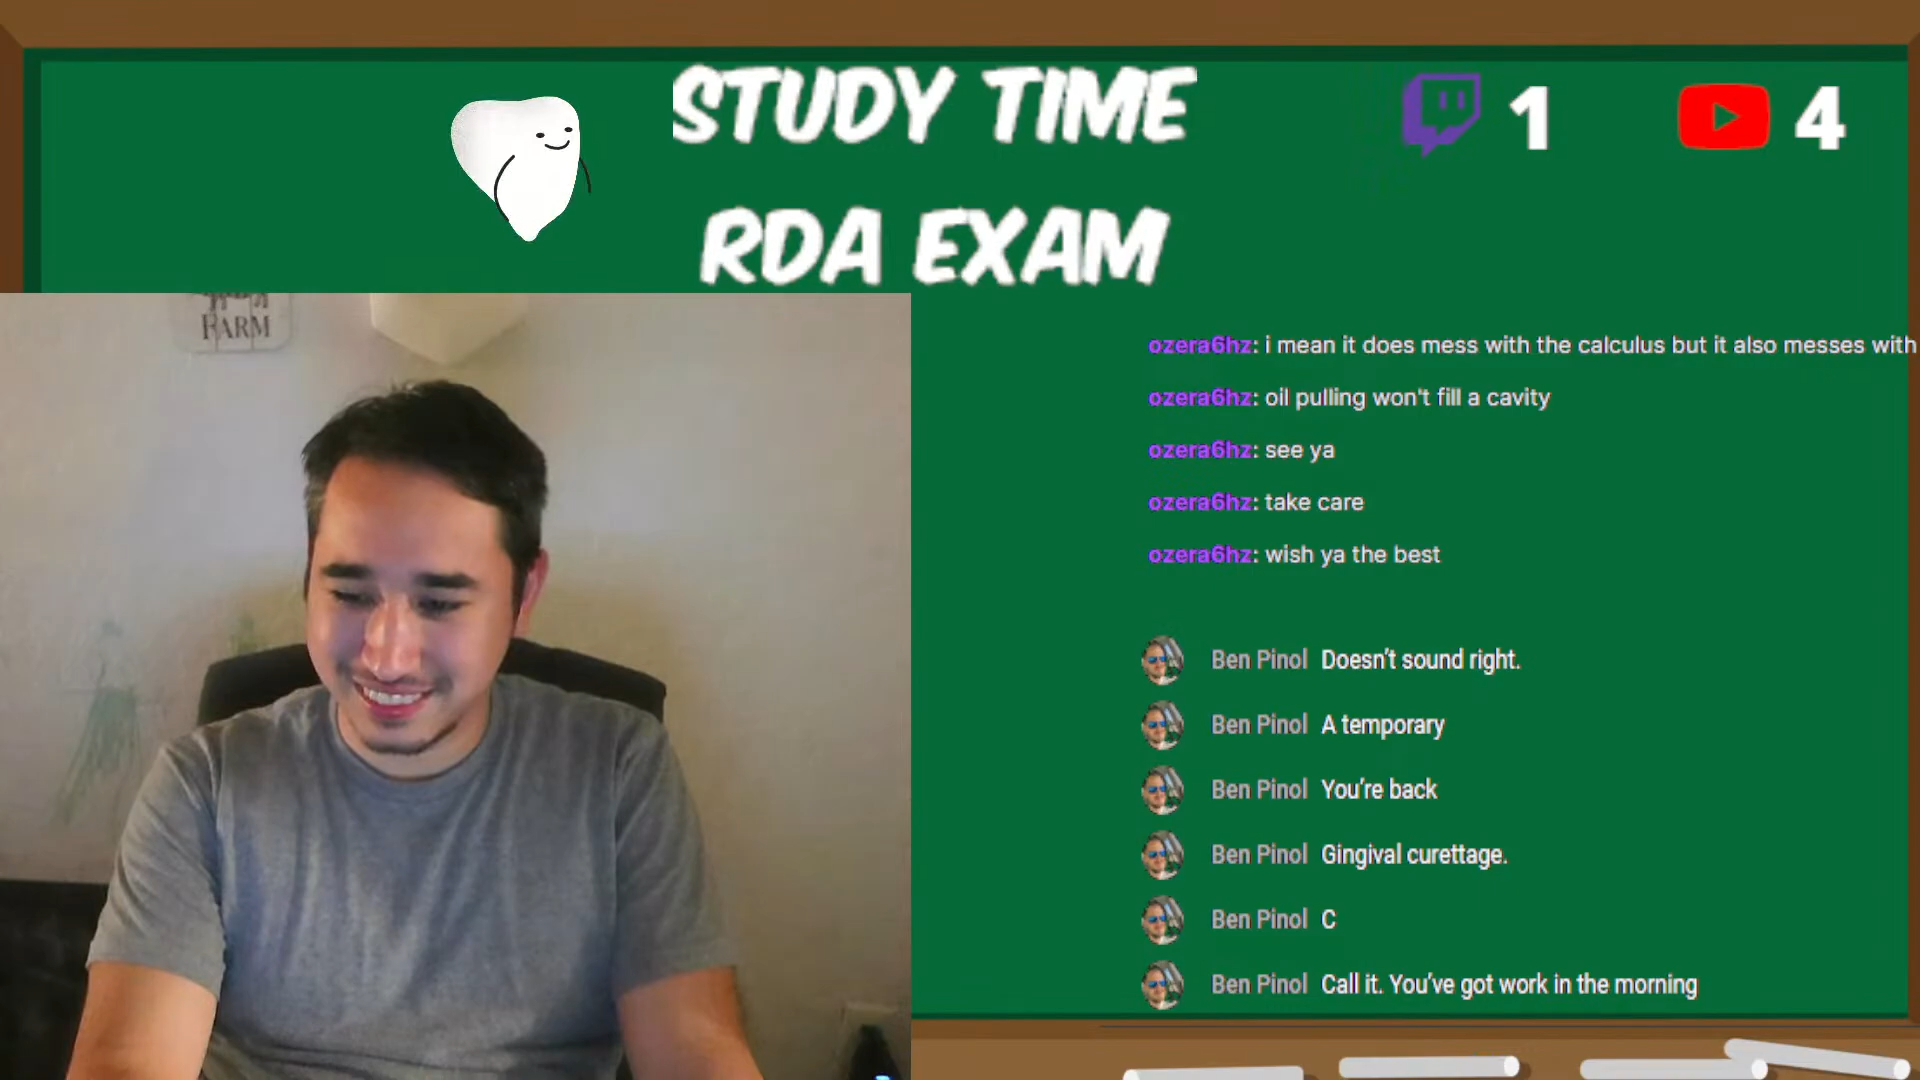 STUDY TIME
RDA EXAM
1
4
FARM
ozera6hz: i mean it does mess with the calculus but it also messes with
ozera6hz: oil pulling won't fill a cavity
ozera6hz: see ya
ozera6hz: take care
ozera6hz: wish ya the best
Ben Pinol Doesn't sound right.
Ben Pinol A temporary
Ben Pinol You're back
Ben Pinol Gingival curettage.
Ben Pinol C
Ben Pinol Call it. You've got work in the morning